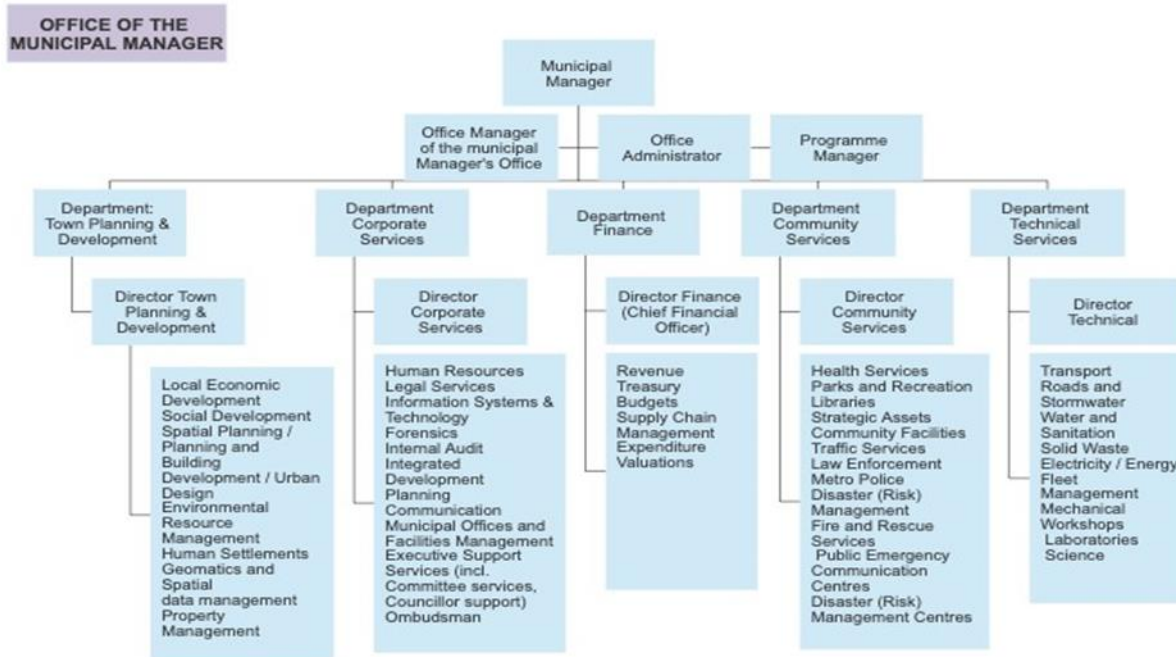 OFFICE OF THE
MUNICIPAL MANAGER
Municipal
Manager
Office Manager
of the municipal
Manager's Office
Office
Administrator
Programme
Manager
Department:
Town Planning &
Development
Department
Corporate
Services
Department
Finance
Department
Community
Services
Department
Technical
Services
Director Town
Planning &
Development
Director
Corporate
Services
Director Finance
(Chief Financial
Officer)
Director
Community
Services
Director
Technical
Local Economic
Development
Social Development
Spatial Planning /
Planning and
Building
Development / Urban
Design
Environmental
Resource
Management
Human Settlements
Geomatics and
Spatial
data management
Property
Management
Human Resources
Legal Services
Information Systems &
Technology
Forensics
Internal Audit
Integrated
Development
Planning
Communication
Municipal Offices and
Facilities Management
Executive Support
Services (incl.
Committee services,
Councillor support)
Ombudsman
Revenue
Treasury
Budgets
Supply Chain
Management
Expenditure
Valuations
Health Services
Parks and Recreation
Libraries
Strategic Assets
Community Facilities
Traffic Services
Law Enforcement
Metro Police
Disaster (Risk)
Management
Fire and Rescue
Services
Public Emergency
Communication
Centres
Disaster (Risk)
Management Centres
Transport
Roads and
Stormwater
Water and
Sanitation
Solid Waste
Electricity / Energy
Fleet
Management
Mechanical
Workshops
Laboratories
Science